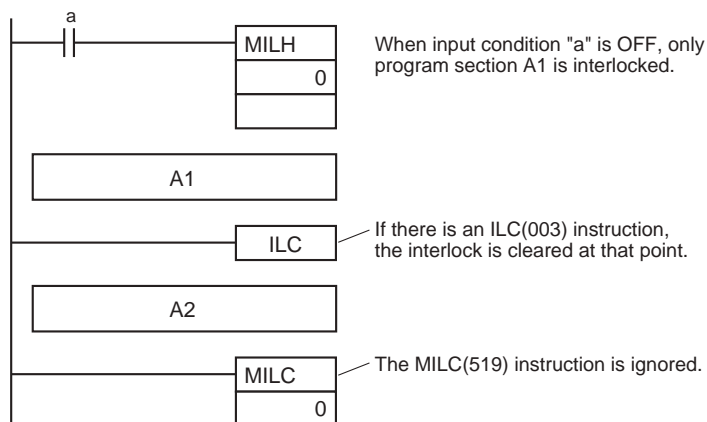 a
MILH
0
When input condition "a" is OFF, only
program section A1 is interlocked.
A1
ILC
If there is an ILC(003) instruction,
the interlock is cleared at that point.
A2
MILC
0
The MILC(519) instruction is ignored.